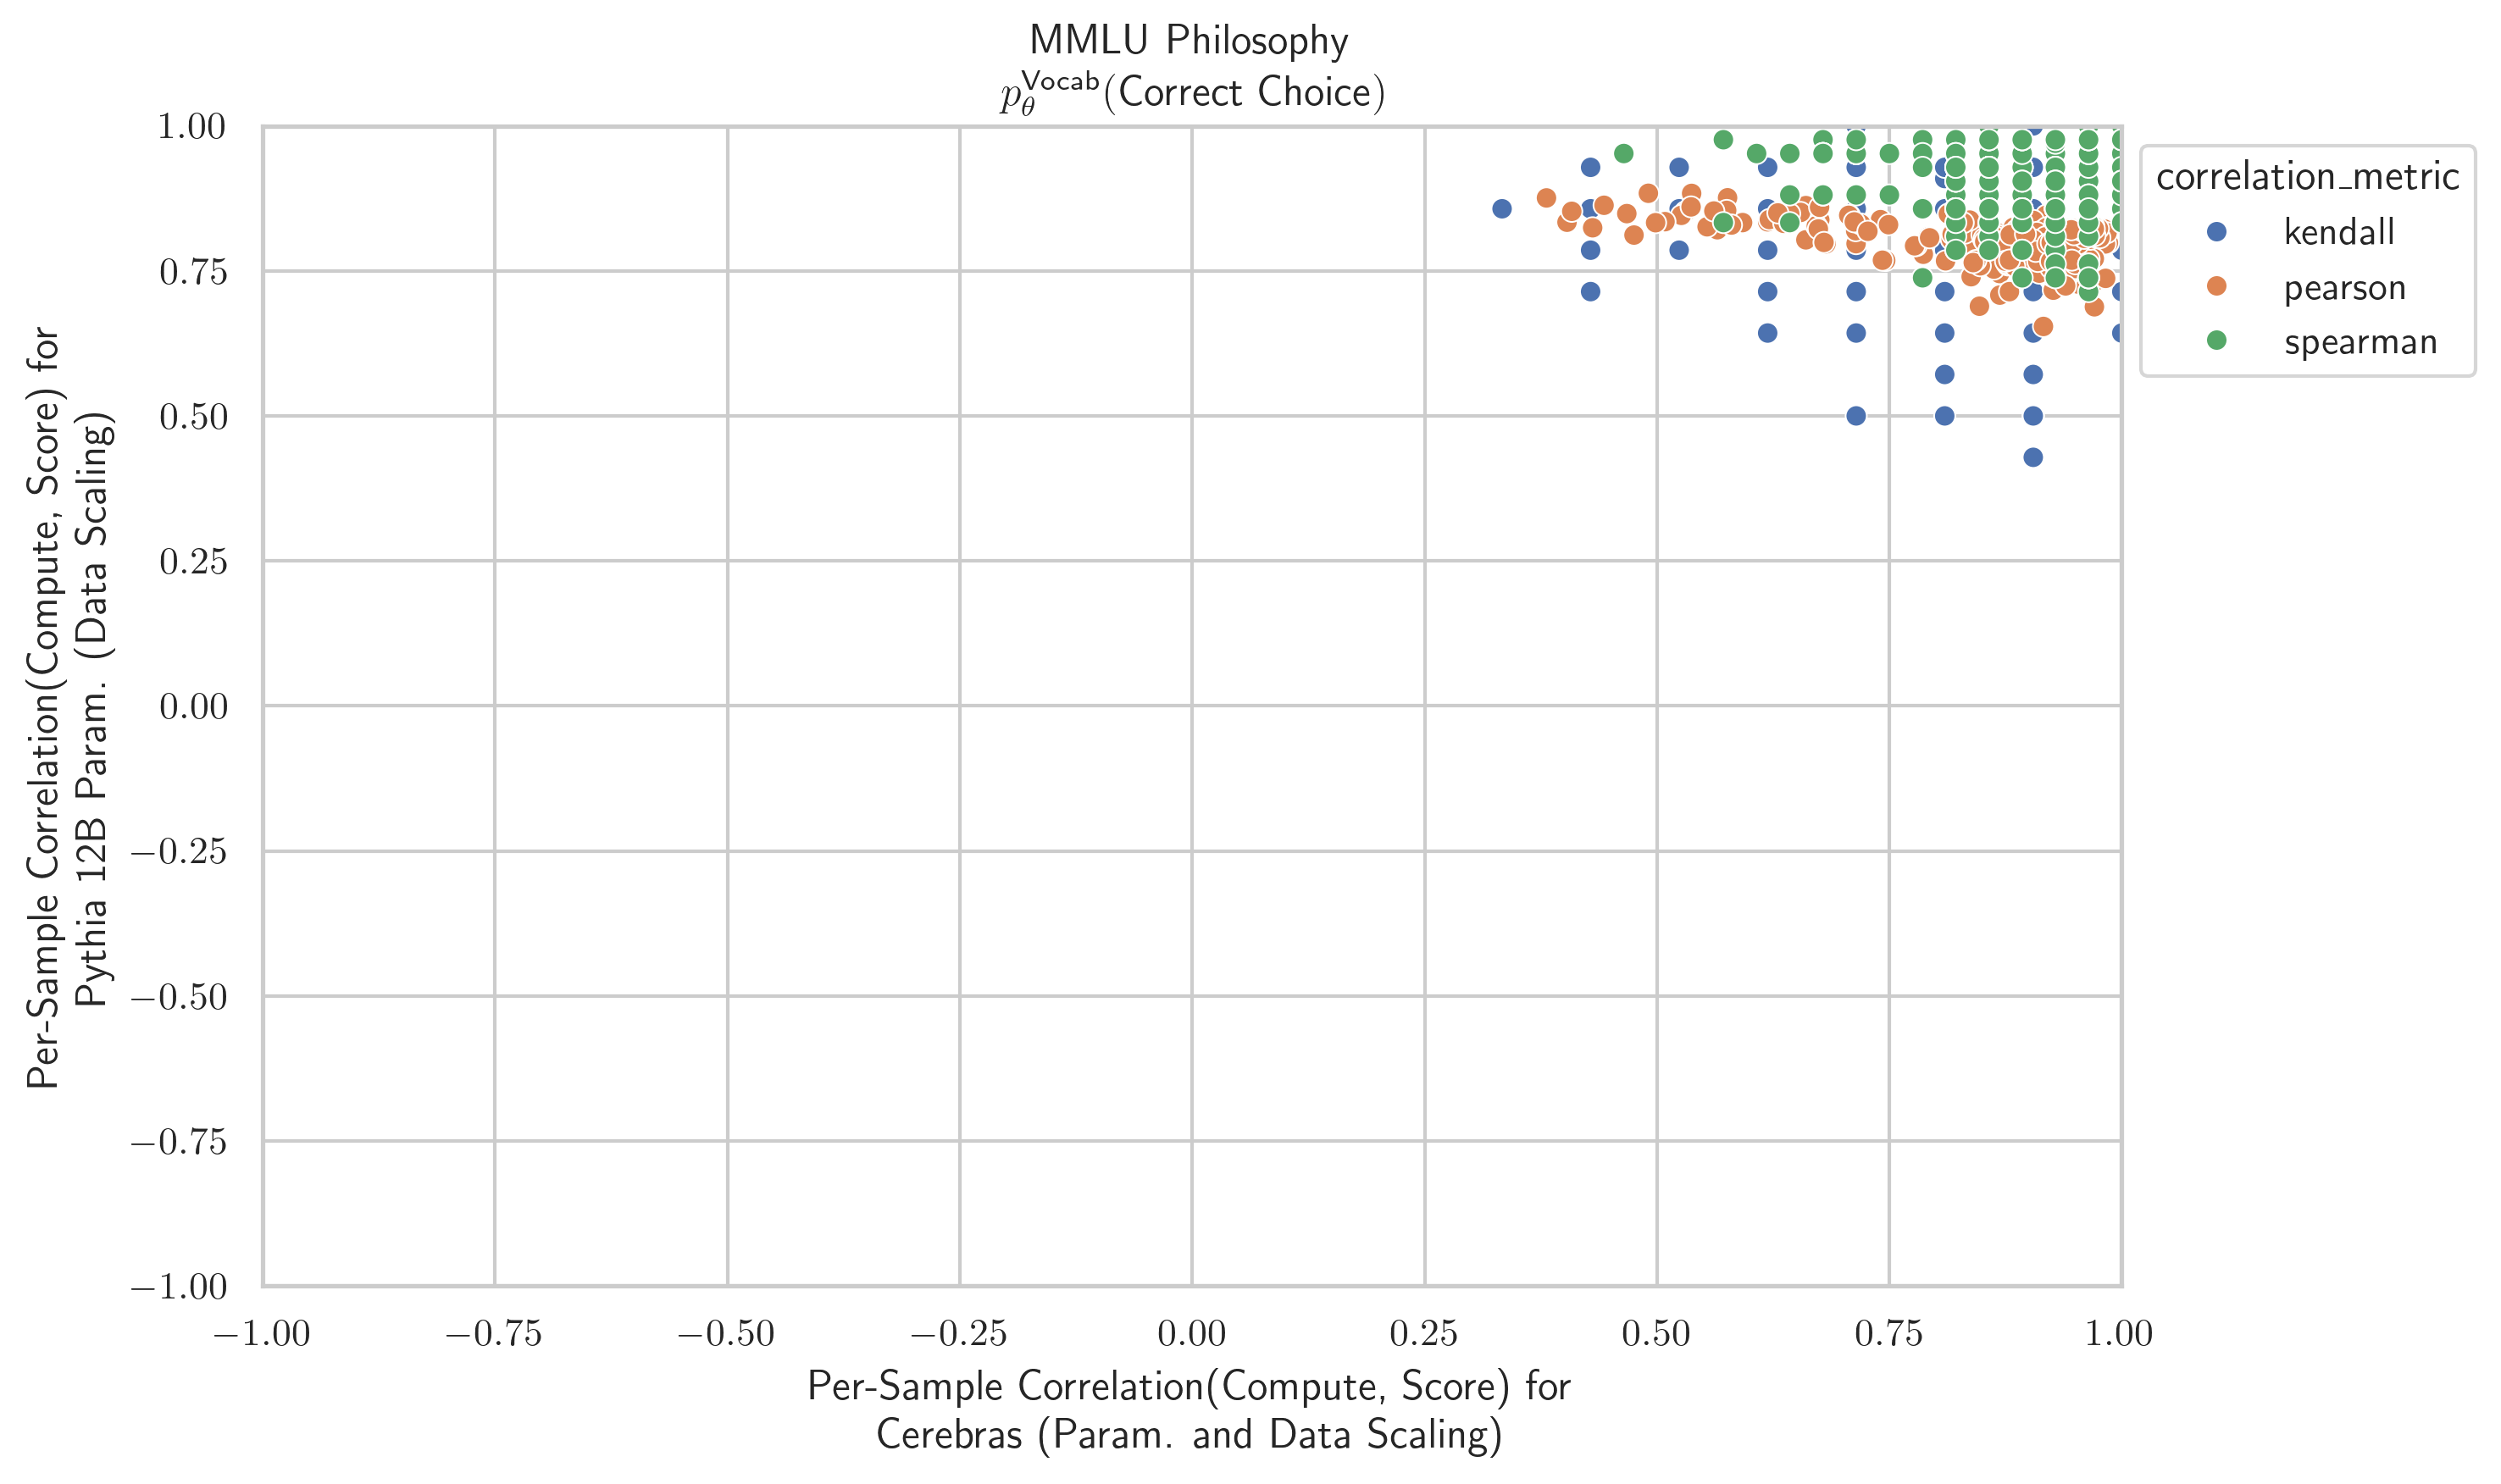 MMLU Philosophy
p_θ^Vocab(Correct Choice)
1.00
0.75
0.50
0.25
0.00
−0.25
−0.50
−0.75
−1.00
Per-Sample Correlation(Compute, Score) for
Pythia 12B Param. (Data Scaling)
−1.00 −0.75 −0.50 −0.25 0.00 0.25 0.50 0.75 1.00
Per-Sample Correlation(Compute, Score) for
Cerebras (Param. and Data Scaling)
correlation_metric
kendall
pearson
spearman